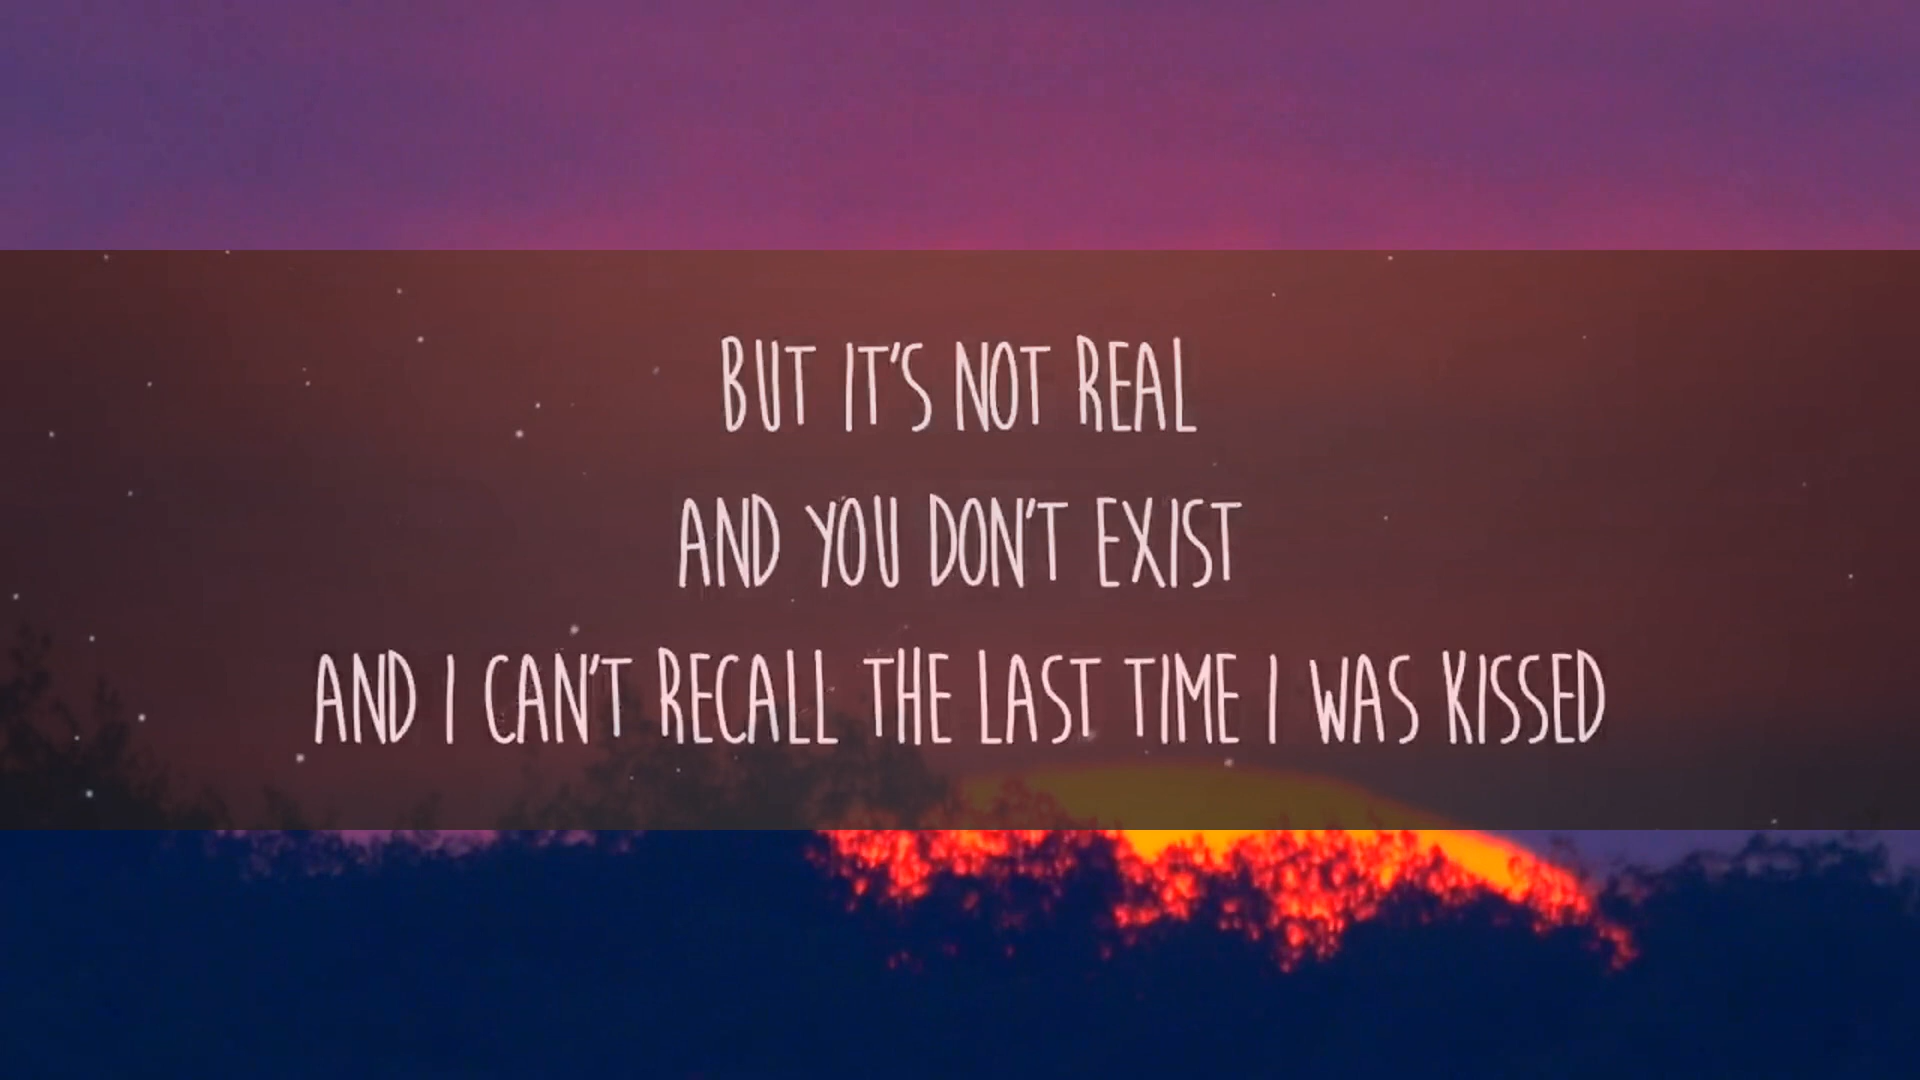 BUT IT'S NOT REAL
AND YOU DON'T EXIST
AND I CAN'T RECALL THE LAST TIME I WAS KISSED